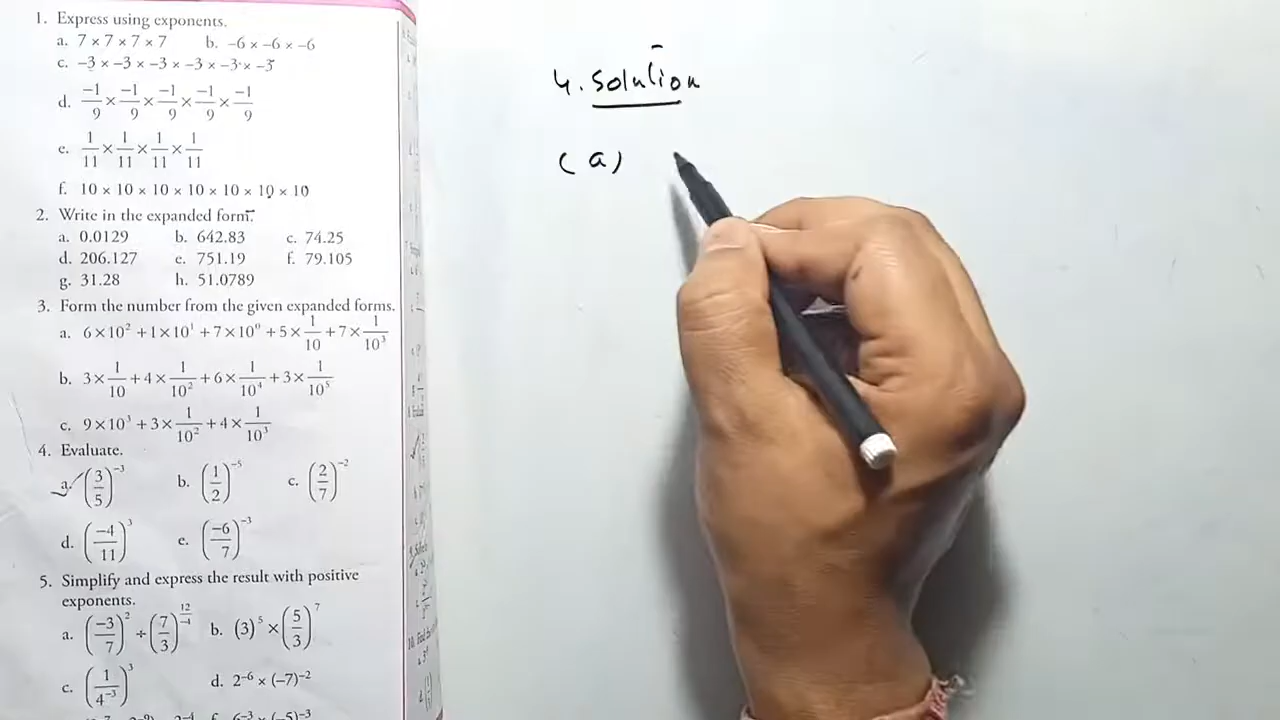 1. Express using exponents.
a. 7 × 7 × 7 × 7 b. −6 × −6 × −6
c. −3 × −3 × −3 × −3 × −3 × −3
d. −1/9 × −1/9 × −1/9 × −1/9 × −1/9
e. 1/11 × 1/11 × 1/11 × 1/11
f. 10 × 10 × 10 × 10 × 10 × 10 × 10
2. Write in the expanded form.
a. 0.0129 b. 642.83 c. 74.25
d. 206.127 e. 751.19 f. 79.105
g. 31.28 h. 51.0789
3. Form the number from the given expanded forms.
a. 6×10² + 1×10¹ + 7×10⁰ + 5×1/10 + 7×1/10³
b. 3×1/10 + 4×1/10² + 6×1/10⁴ + 3×1/10⁵
c. 9×10³ + 3×1/10² + 4×1/10³
4. Evaluate.
a. (3/5)⁻³ b. (1/2)⁻⁵ c. (2/7)⁻²
d. (−4/11)³ e. (−6/7)⁻³
5. Simplify and express the result with positive
exponents.
a. (−3/7)² ÷ (7/3)^(12/−4) b. (3)⁵ × (5/3)⁷
c. (1/4⁻³)³ d. 2⁻⁶ × (−7)⁻²
f. 6⁻³ × (−5)⁻³
4. Solution
(a)